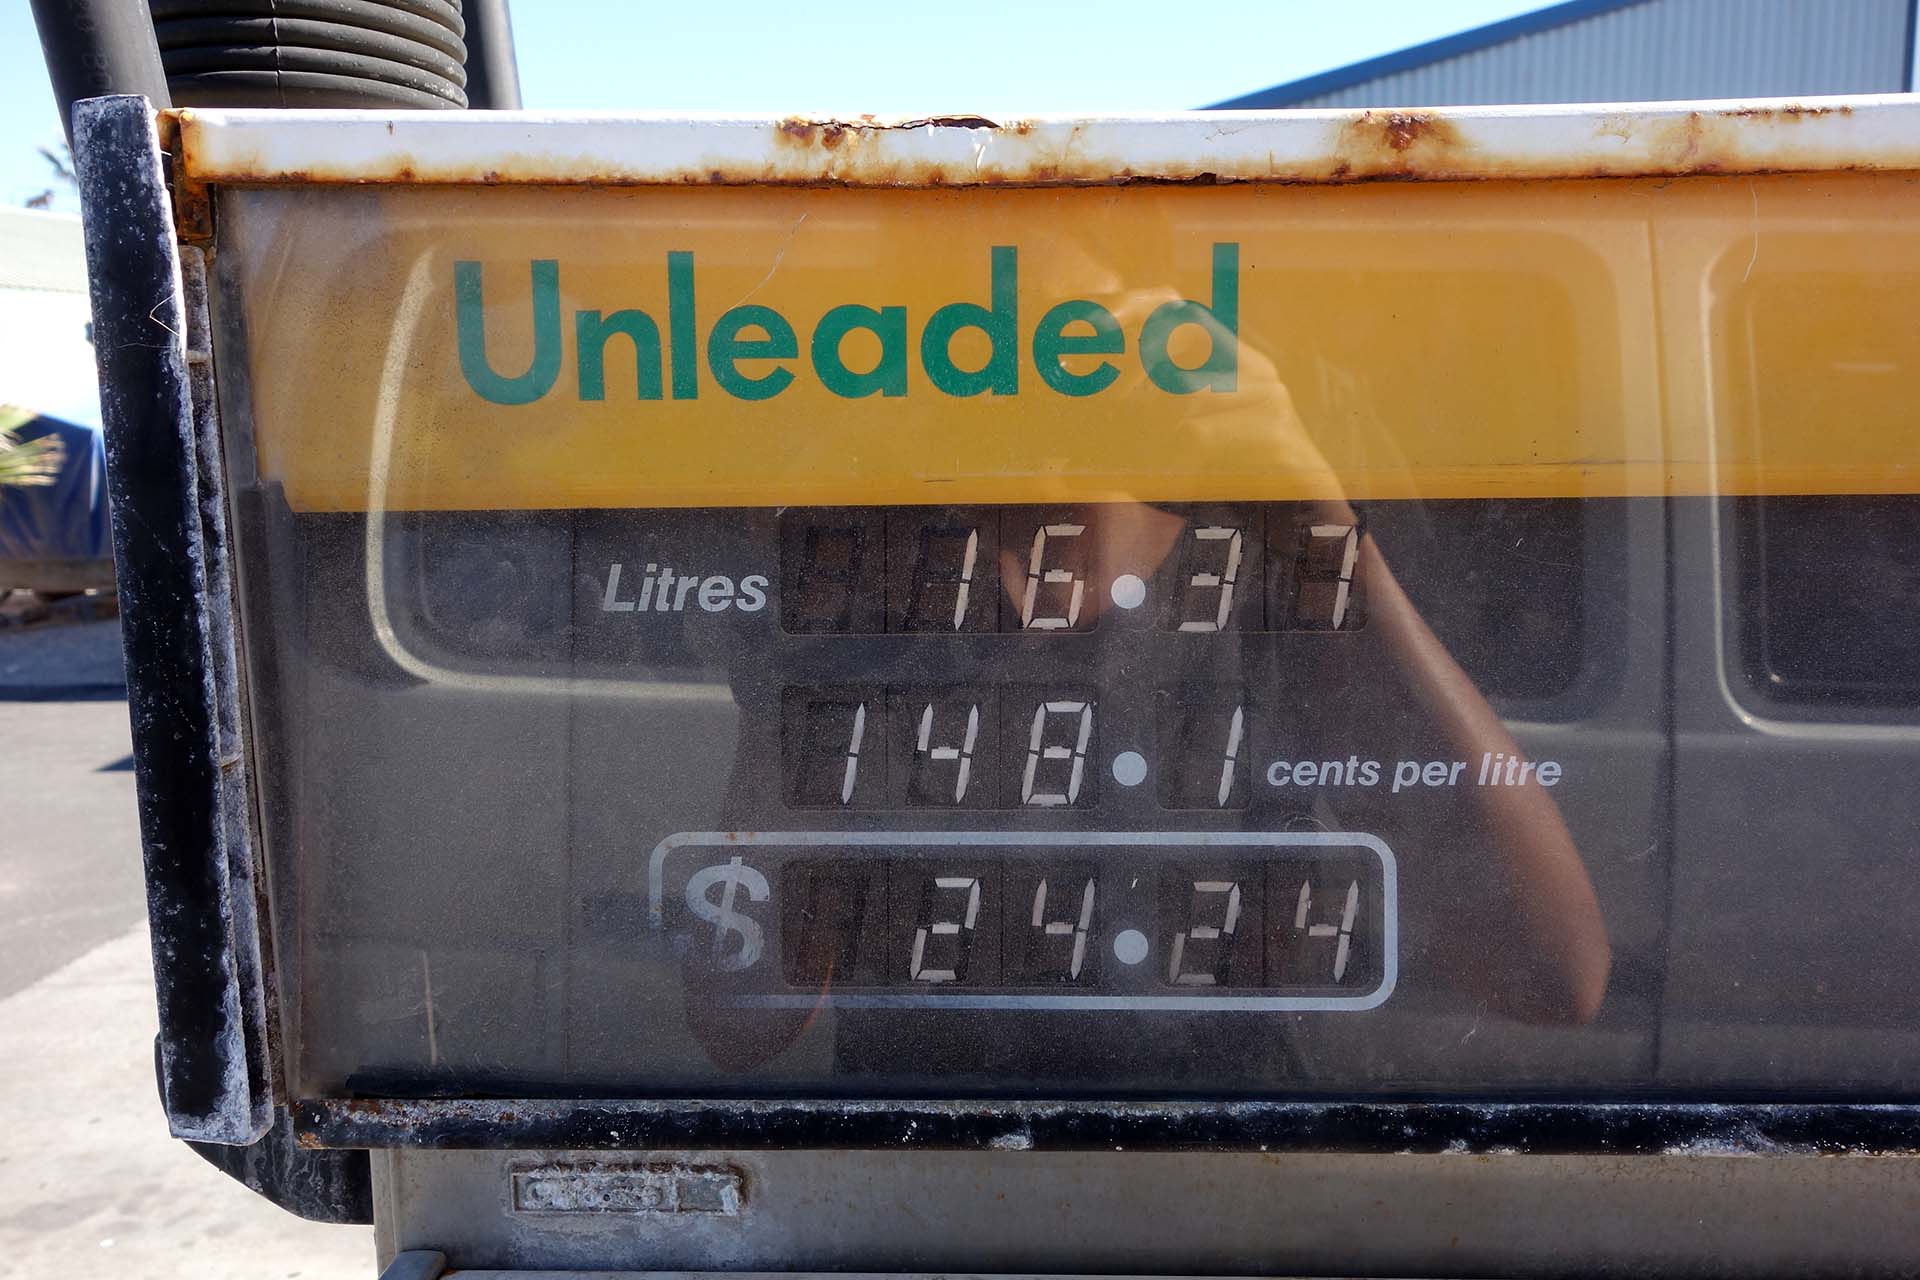 Unleaded
Litres 16.37
148.1 cents per litre
$ 24.24